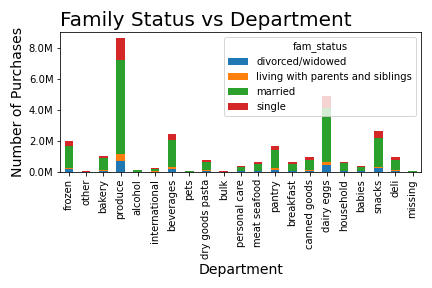 Family Status vs Department
Number of Purchases
8.0M
6.0M
4.0M
2.0M
0.0M
fam_status
divorced/widowed
living with parents and siblings
married
single
frozen
other
bakery
produce
alcohol
international
beverages
pets
dry goods pasta
bulk
personal care
meat seafood
pantry
breakfast
canned goods
dairy eggs
household
babies
snacks
deli
missing
Department